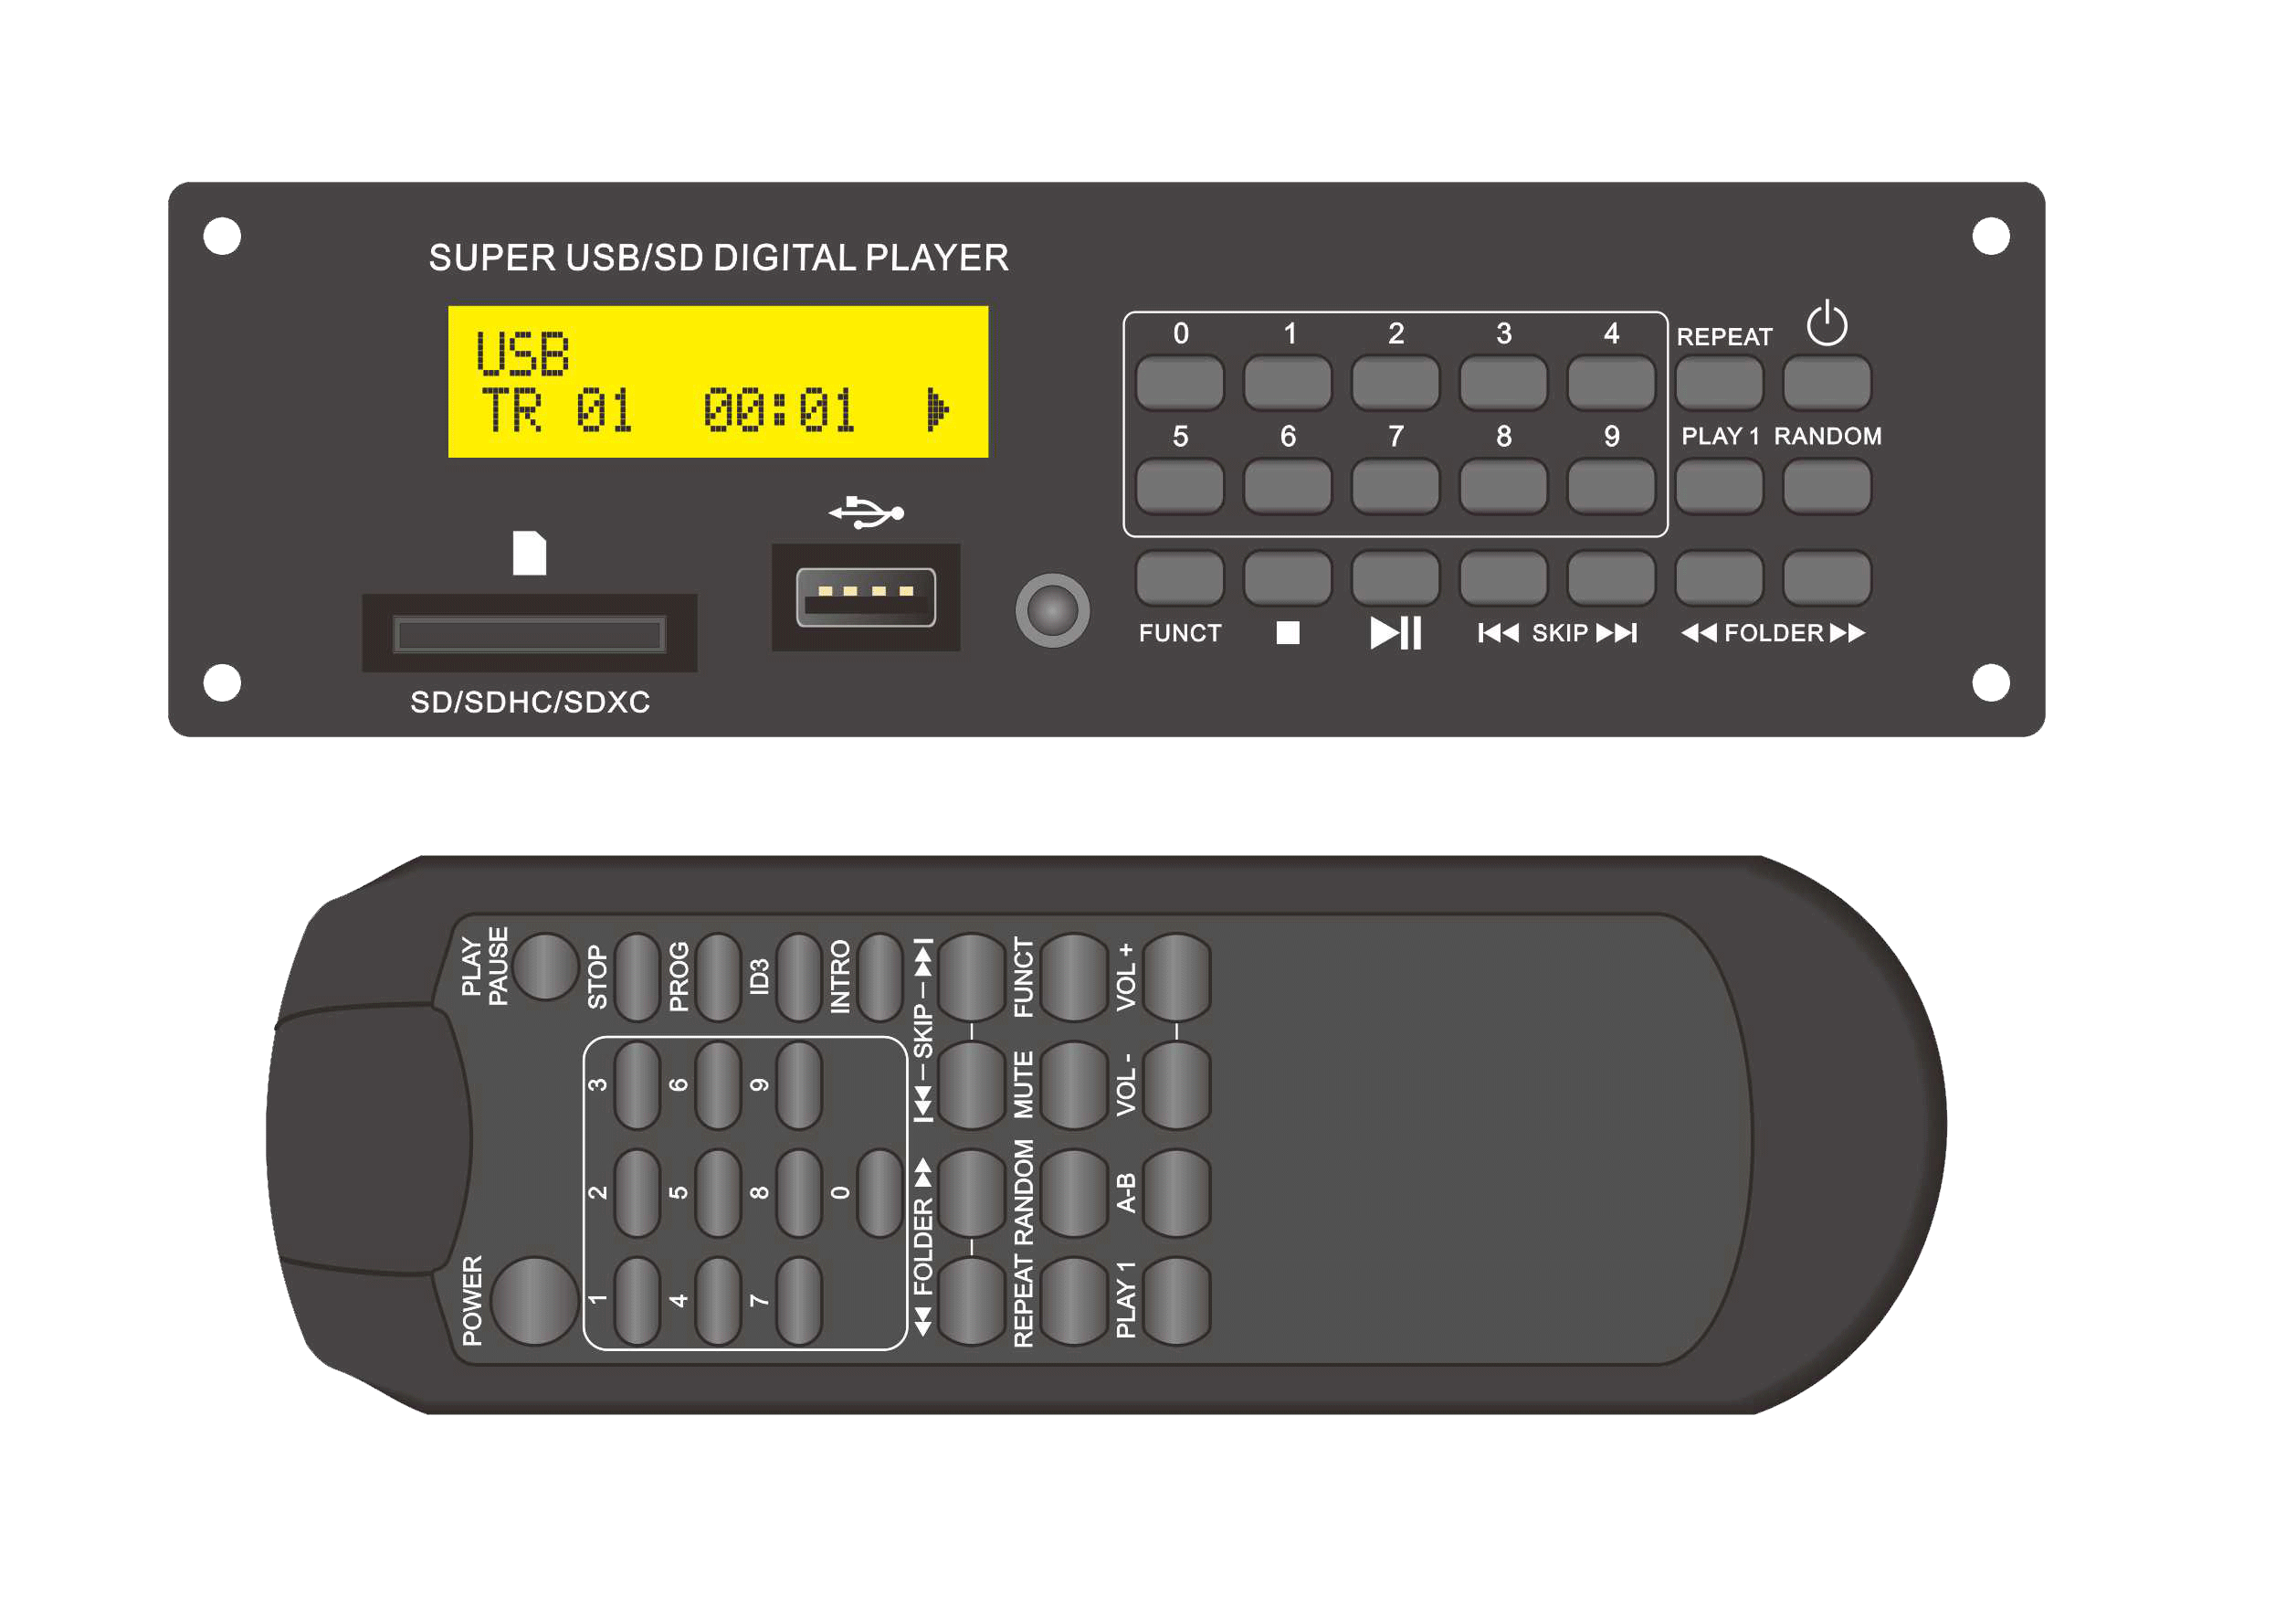 SUPER USB/SD DIGITAL PLAYER
USB
TR 01 00:01
SD/SDHC/SDXC
0 1 2 3 4 REPEAT
5 6 7 8 9 PLAY 1 RANDOM
FUNCT SKIP FOLDER
PLAY
PAUSE
POWER
STOP
1 2 3
PROG
4 5 6
ID3
7 8 9
INTRO
0
FOLDER SKIP
REPEAT RANDOM MUTE FUNCT
PLAY 1 A-B VOL - VOL +